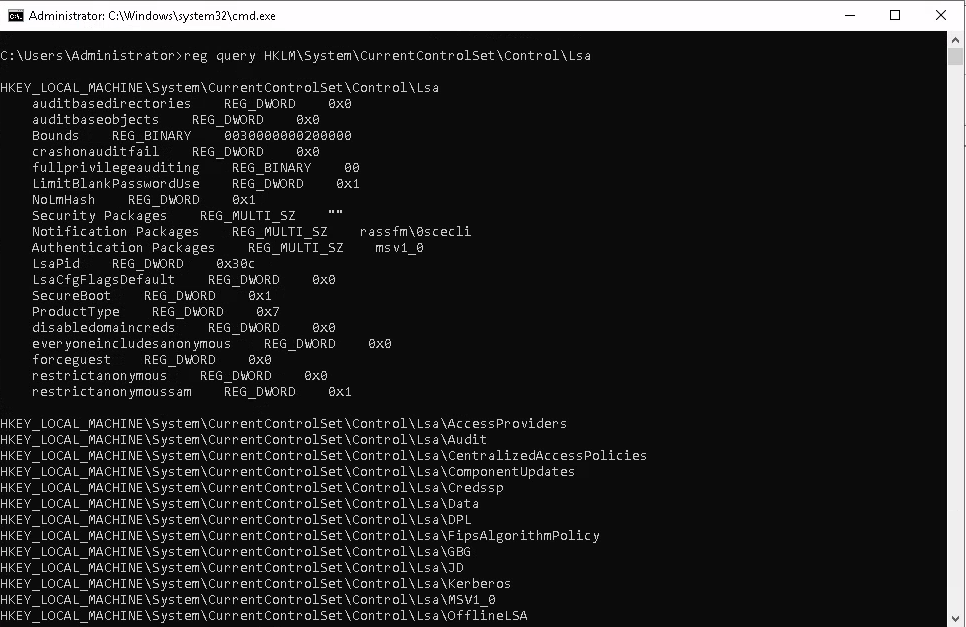 Administrator: C:\Windows\system32\cmd.exe
C:\Users\Administrator>reg query HKLM\System\CurrentControlSet\Control\Lsa
HKEY_LOCAL_MACHINE\System\CurrentControlSet\Control\Lsa
    auditbasedirectories    REG_DWORD    0x0
    auditbaseobjects    REG_DWORD    0x0
    Bounds    REG_BINARY    0030000000200000
    crashonauditfail    REG_DWORD    0x0
    fullprivilegeauditing    REG_BINARY    00
    LimitBlankPasswordUse    REG_DWORD    0x1
    NoLmHash    REG_DWORD    0x1
    Security Packages    REG_MULTI_SZ    ""
    Notification Packages    REG_MULTI_SZ    rassfm\0scecli
    Authentication Packages    REG_MULTI_SZ    msv1_0
    LsaPid    REG_DWORD    0x30c
    LsaCfgFlagsDefault    REG_DWORD    0x0
    SecureBoot    REG_DWORD    0x1
    ProductType    REG_DWORD    0x7
    disabledomaincreds    REG_DWORD    0x0
    everyoneincludesanonymous    REG_DWORD    0x0
    forceguest    REG_DWORD    0x0
    restrictanonymous    REG_DWORD    0x0
    restrictanonymoussam    REG_DWORD    0x1
HKEY_LOCAL_MACHINE\System\CurrentControlSet\Control\Lsa\AccessProviders
HKEY_LOCAL_MACHINE\System\CurrentControlSet\Control\Lsa\Audit
HKEY_LOCAL_MACHINE\System\CurrentControlSet\Control\Lsa\CentralizedAccessPolicies
HKEY_LOCAL_MACHINE\System\CurrentControlSet\Control\Lsa\ComponentUpdates
HKEY_LOCAL_MACHINE\System\CurrentControlSet\Control\Lsa\Credssp
HKEY_LOCAL_MACHINE\System\CurrentControlSet\Control\Lsa\Data
HKEY_LOCAL_MACHINE\System\CurrentControlSet\Control\Lsa\DPL
HKEY_LOCAL_MACHINE\System\CurrentControlSet\Control\Lsa\FipsAlgorithmPolicy
HKEY_LOCAL_MACHINE\System\CurrentControlSet\Control\Lsa\GBG
HKEY_LOCAL_MACHINE\System\CurrentControlSet\Control\Lsa\JD
HKEY_LOCAL_MACHINE\System\CurrentControlSet\Control\Lsa\Kerberos
HKEY_LOCAL_MACHINE\System\CurrentControlSet\Control\Lsa\MSV1_0
HKEY_LOCAL_MACHINE\System\CurrentControlSet\Control\Lsa\OfflineLSA